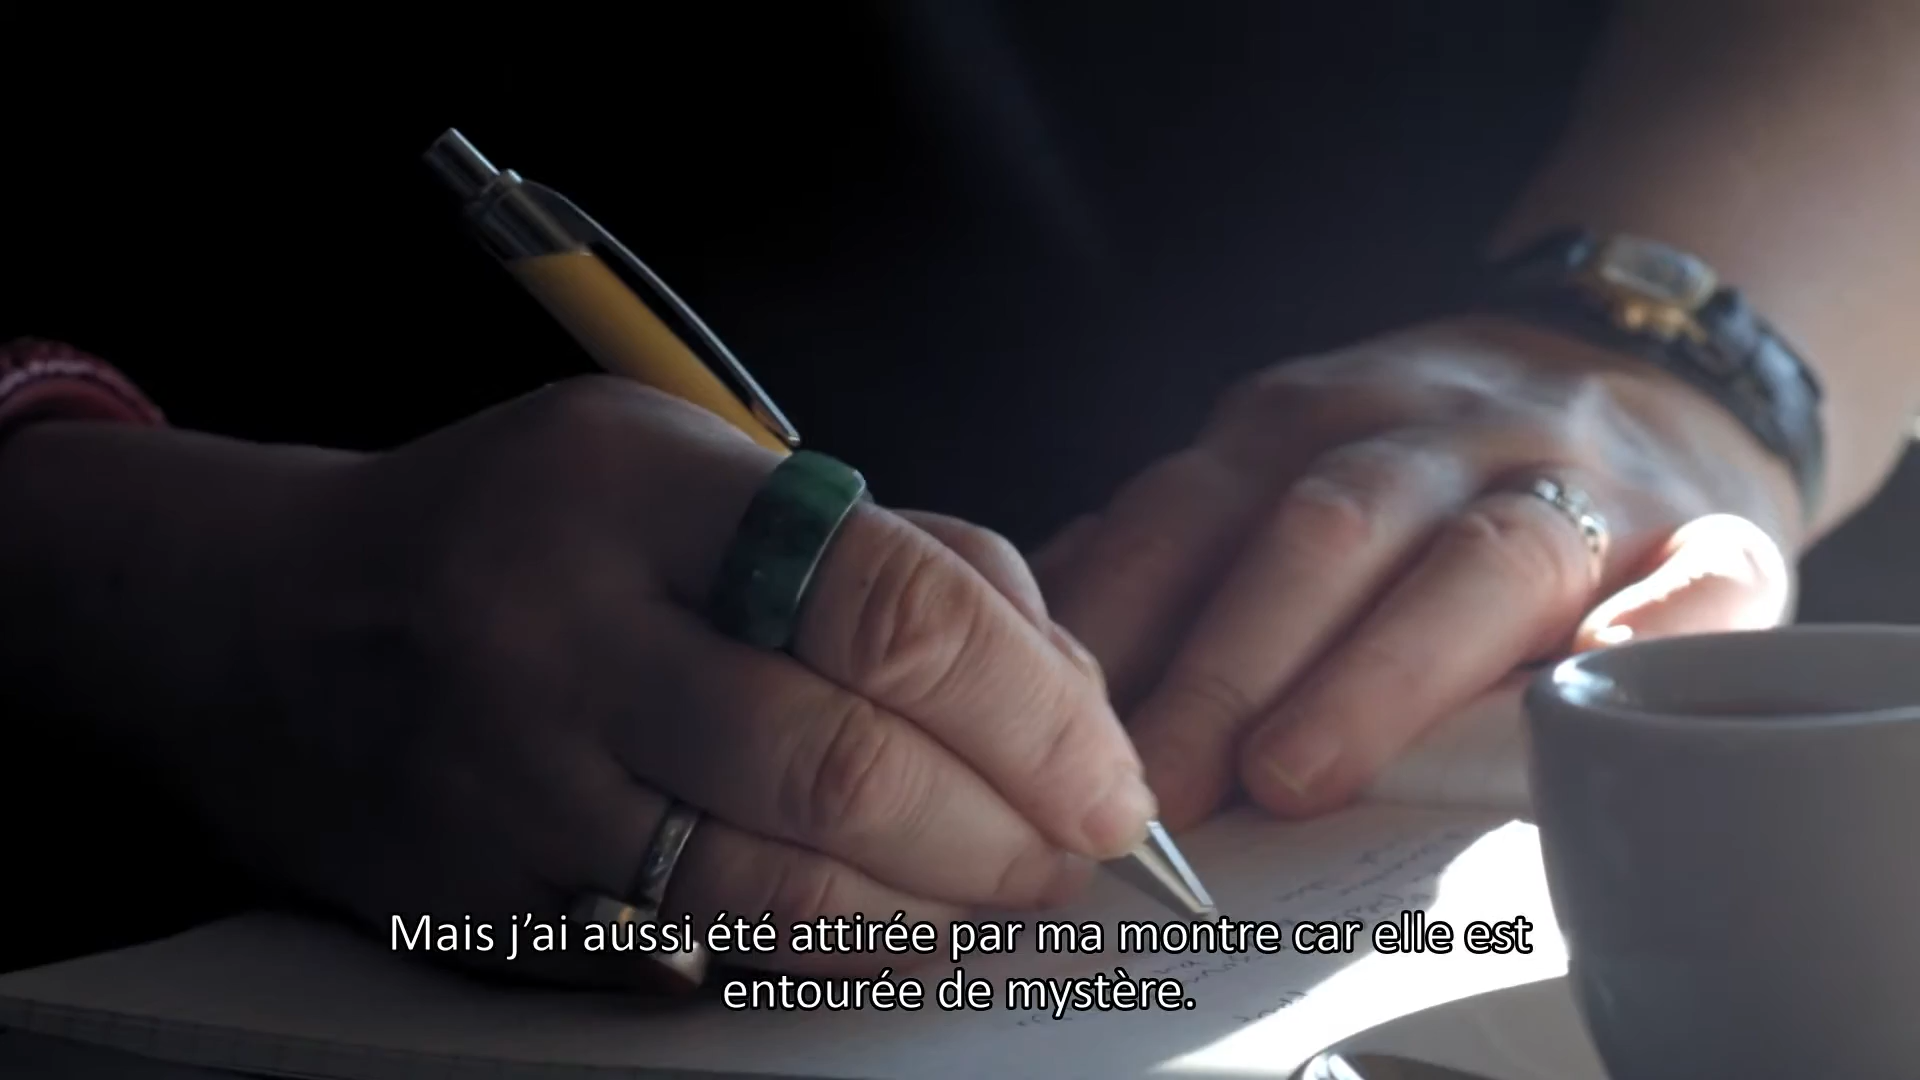 Mais j’ai aussi été attirée par ma montre car elle est
entourée de mystère.